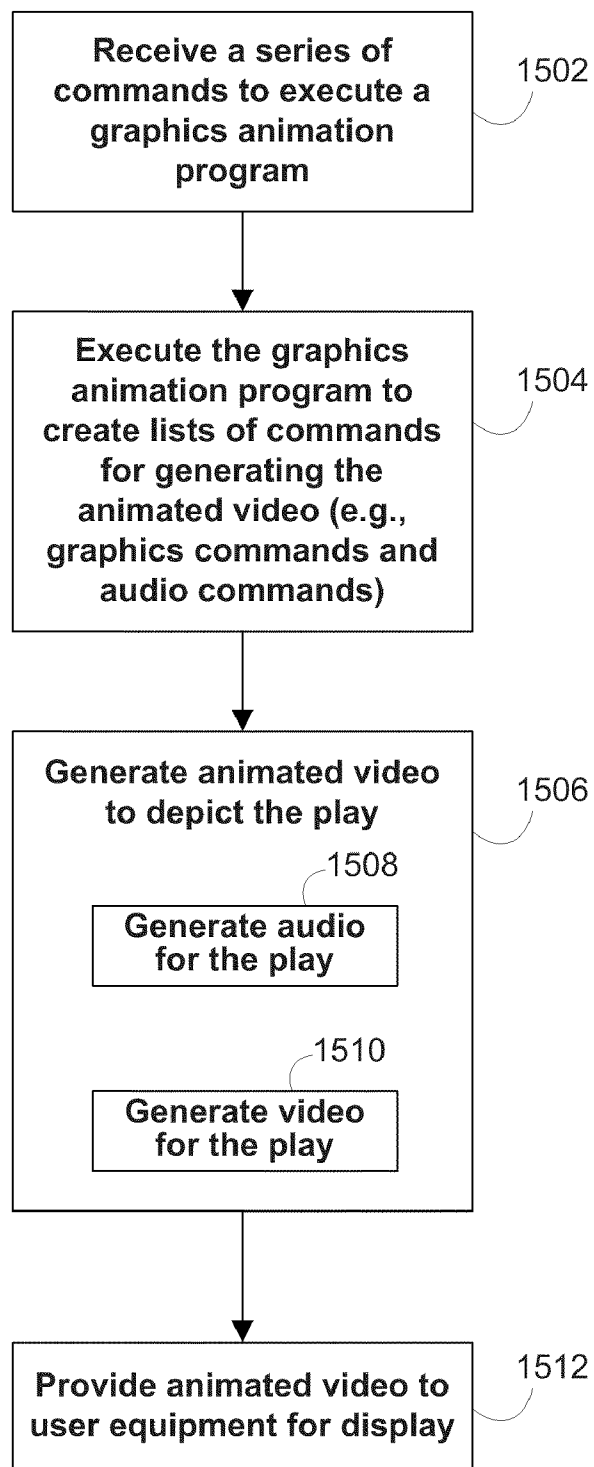 Receive a series of
commands to execute a
graphics animation
program
1502
Execute the graphics
animation program to
create lists of commands
for generating the
animated video (e.g.,
graphics commands and
audio commands)
1504
Generate animated video
to depict the play
1506
1508
Generate audio
for the play
1510
Generate video
for the play
Provide animated video to
user equipment for display
1512